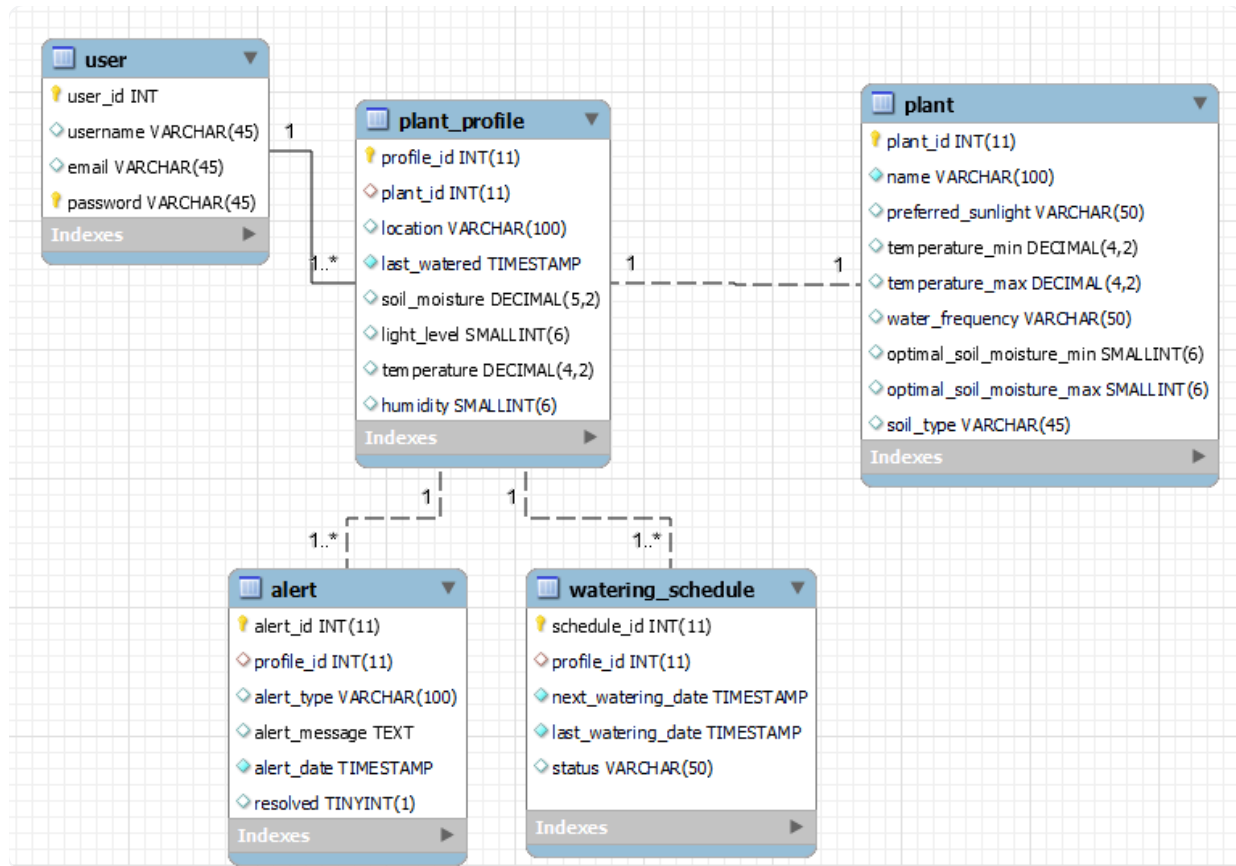 user
user_id INT
username VARCHAR(45)
email VARCHAR(45)
password VARCHAR(45)
Indexes
1
1..*
plant_profile
profile_id INT(11)
plant_id INT(11)
location VARCHAR(100)
last_watered TIMESTAMP
soil_moisture DECIMAL(5,2)
light_level SMALLINT(6)
temperature DECIMAL(4,2)
humidity SMALLINT(6)
Indexes
1
1
plant
plant_id INT(11)
name VARCHAR(100)
preferred_sunlight VARCHAR(50)
temperature_min DECIMAL(4,2)
temperature_max DECIMAL(4,2)
water_frequency VARCHAR(50)
optimal_soil_moisture_min SMALLINT(6)
optimal_soil_moisture_max SMALLINT(6)
soil_type VARCHAR(45)
Indexes
1
1..*
1
1..*
alert
alert_id INT(11)
profile_id INT(11)
alert_type VARCHAR(100)
alert_message TEXT
alert_date TIMESTAMP
resolved TINYINT(1)
Indexes
watering_schedule
schedule_id INT(11)
profile_id INT(11)
next_watering_date TIMESTAMP
last_watering_date TIMESTAMP
status VARCHAR(50)
Indexes